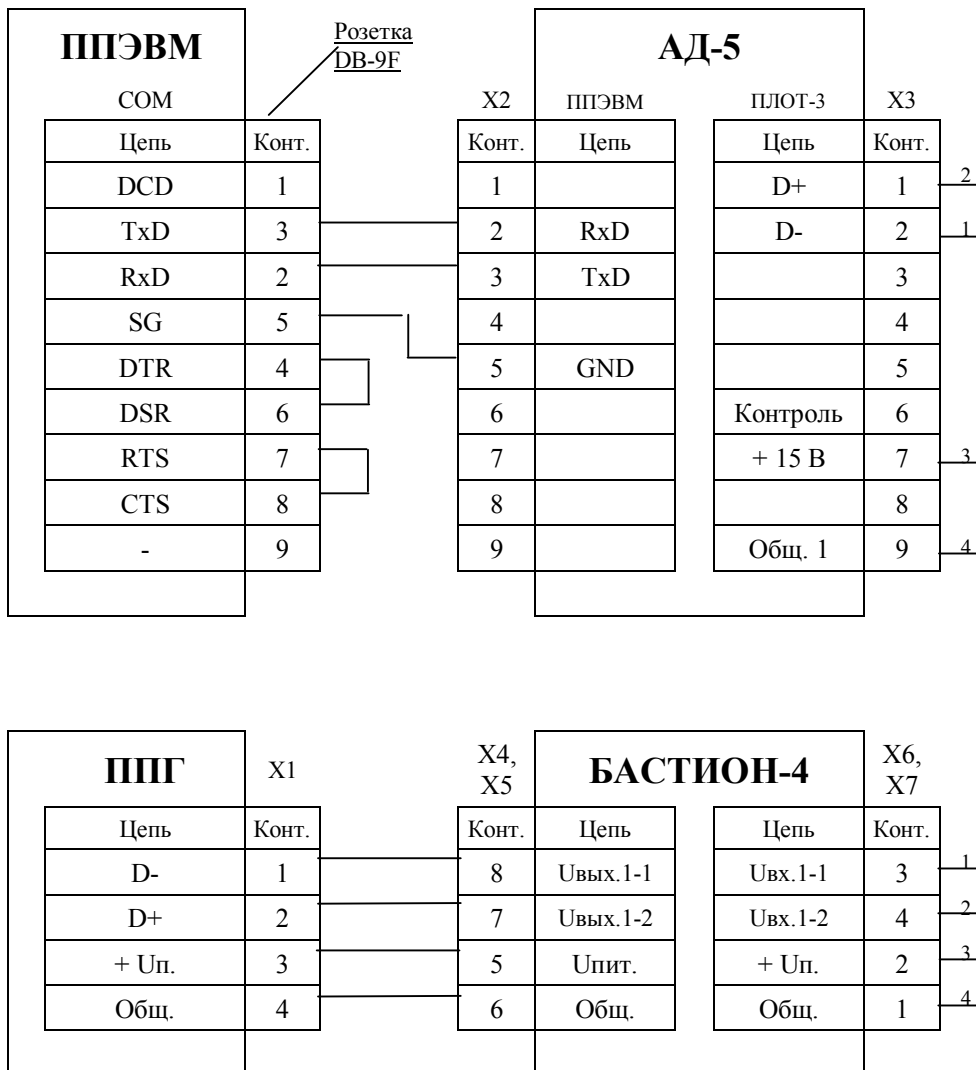 ППЭВМ
Розетка
DB-9F
АД-5
COM
X2 ППЭВМ ПЛОТ-3 X3
Цепь Конт. Конт. Цепь Цепь Конт.
DCD 1 1 D+ 1 2
TxD 3 2 RxD D- 2 1
RxD 2 3 TxD 3
SG 5 4 4
DTR 4 5 GND 5
DSR 6 6 Контроль 6
RTS 7 7 + 15 В 7 3
CTS 8 8 8
- 9 9 Общ. 1 9 4
ППГ X1 X4, БАСТИОН-4 X6,
X5 X7
Цепь Конт. Конт. Цепь Цепь Конт.
D- 1 8 Uвых.1-1 Uвх.1-1 3 1
D+ 2 7 Uвых.1-2 Uвх.1-2 4 2
+ Uп. 3 5 Uпит. + Uп. 2 3
Общ. 4 6 Общ. Общ. 1 4